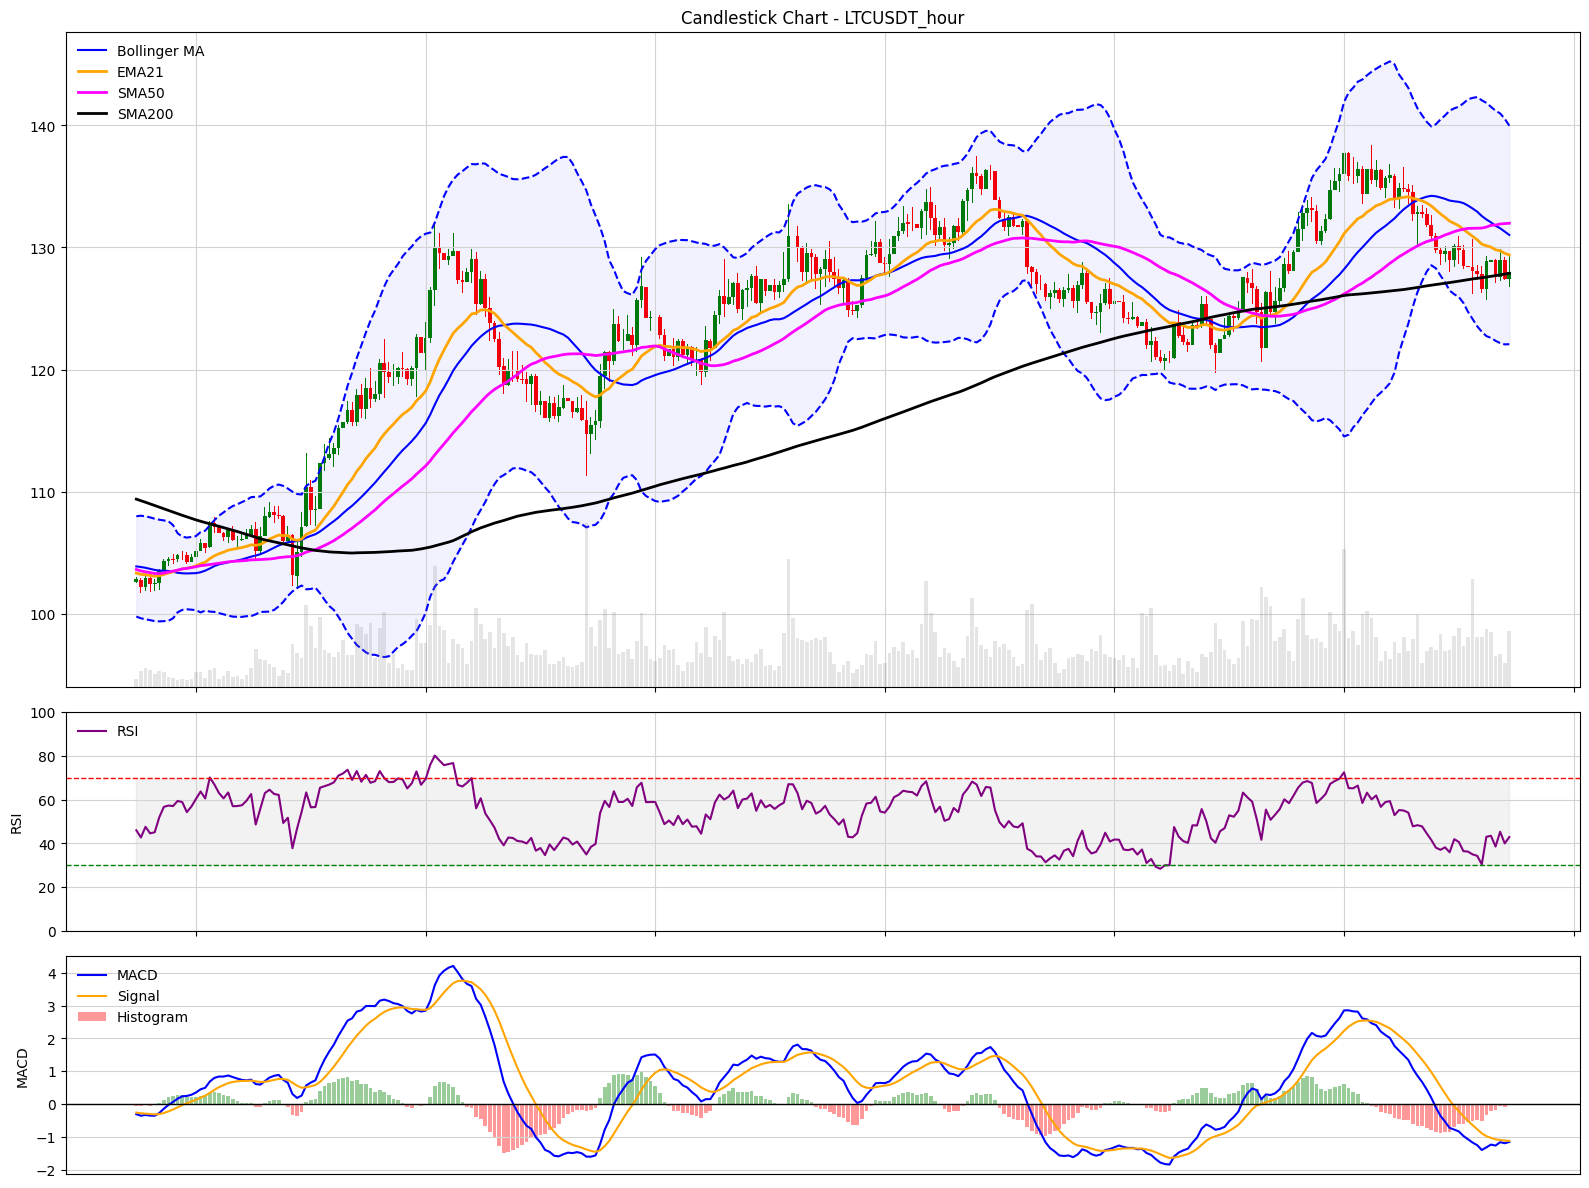 Candlestick Chart - LTCUSDT_hour
Bollinger MA
EMA21
SMA50
SMA200
140
130
120
110
100
100
80
60
40
20
0
RSI
RSI
4
3
2
1
0
−1
−2
MACD
MACD
Signal
Histogram